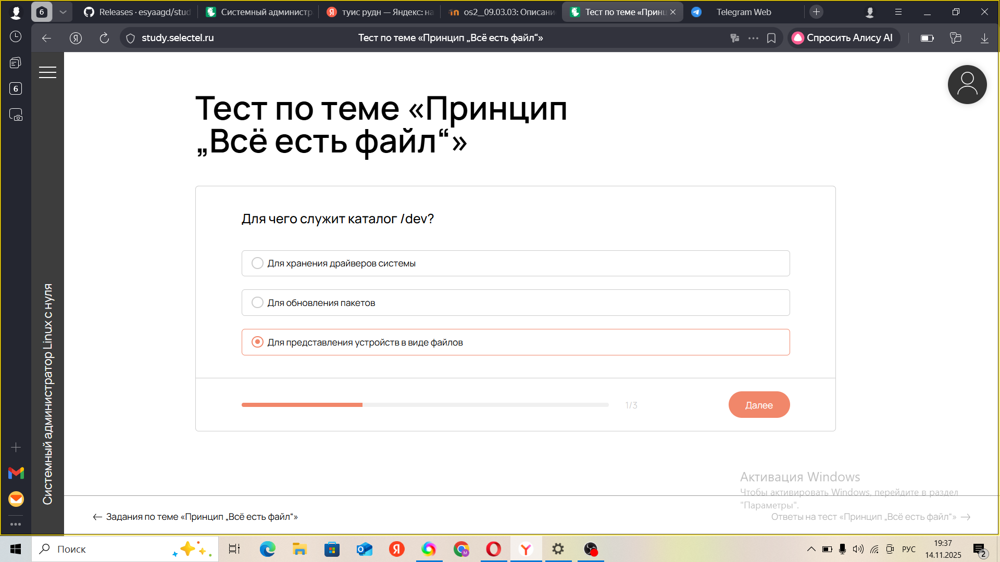 6
Releases · esyaagd/stud
Системный администр
туис рудн — Яндекс: на
os2__09.03.03: Описани
Тест по теме «Принц
Telegram Web
study.selectel.ru
Тест по теме «Принцип „Всё есть файл“»
Спросить Алису AI
6
Системный администратор Linux с нуля
Тест по теме «Принцип
„Всё есть файл“»
Для чего служит каталог /dev?
Для хранения драйверов системы
Для обновления пакетов
Для представления устройств в виде файлов
1/3
Далее
Активация Windows
Чтобы активировать Windows, перейдите в раздел
"Параметры".
← Задания по теме «Принцип „Всё есть файл“»
Ответы на тест «Принцип „Всё есть файл“» →
Поиск
РУС
19:37
14.11.2025
2